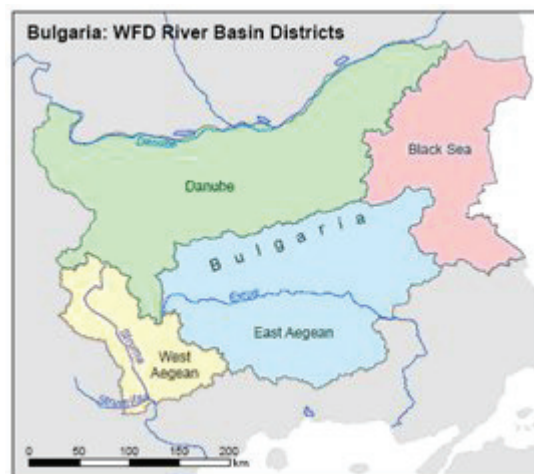 Bulgaria: WFD River Basin Districts
Danube
Black Sea
Danube
Bulgaria
East Aegean
West
Aegean
0 50 100 150 200
km